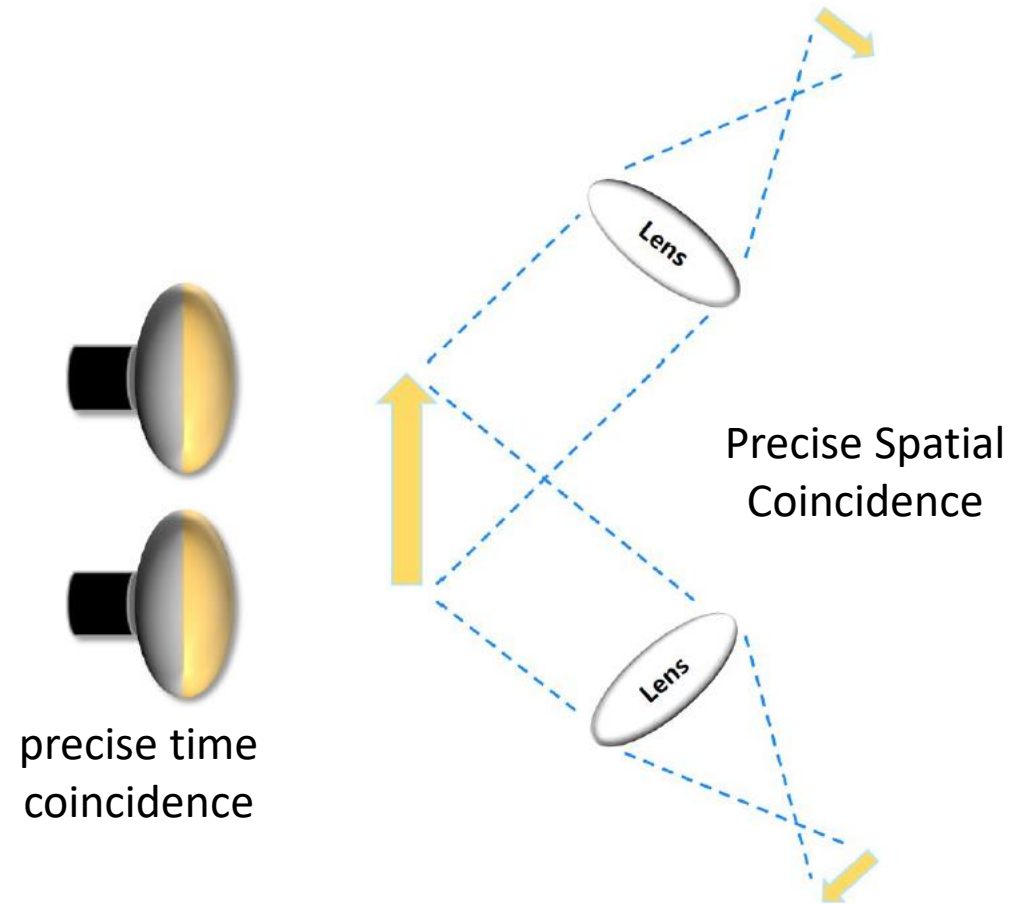 Lens
Precise Spatial
Coincidence
Lens
precise time
coincidence